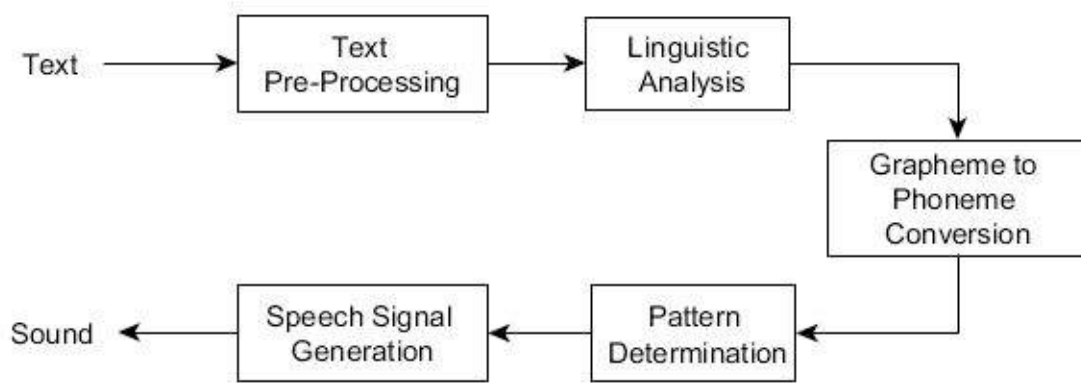 Text
Text
Pre-Processing
Linguistic
Analysis
Grapheme to
Phoneme
Conversion
Pattern
Determination
Speech Signal
Generation
Sound